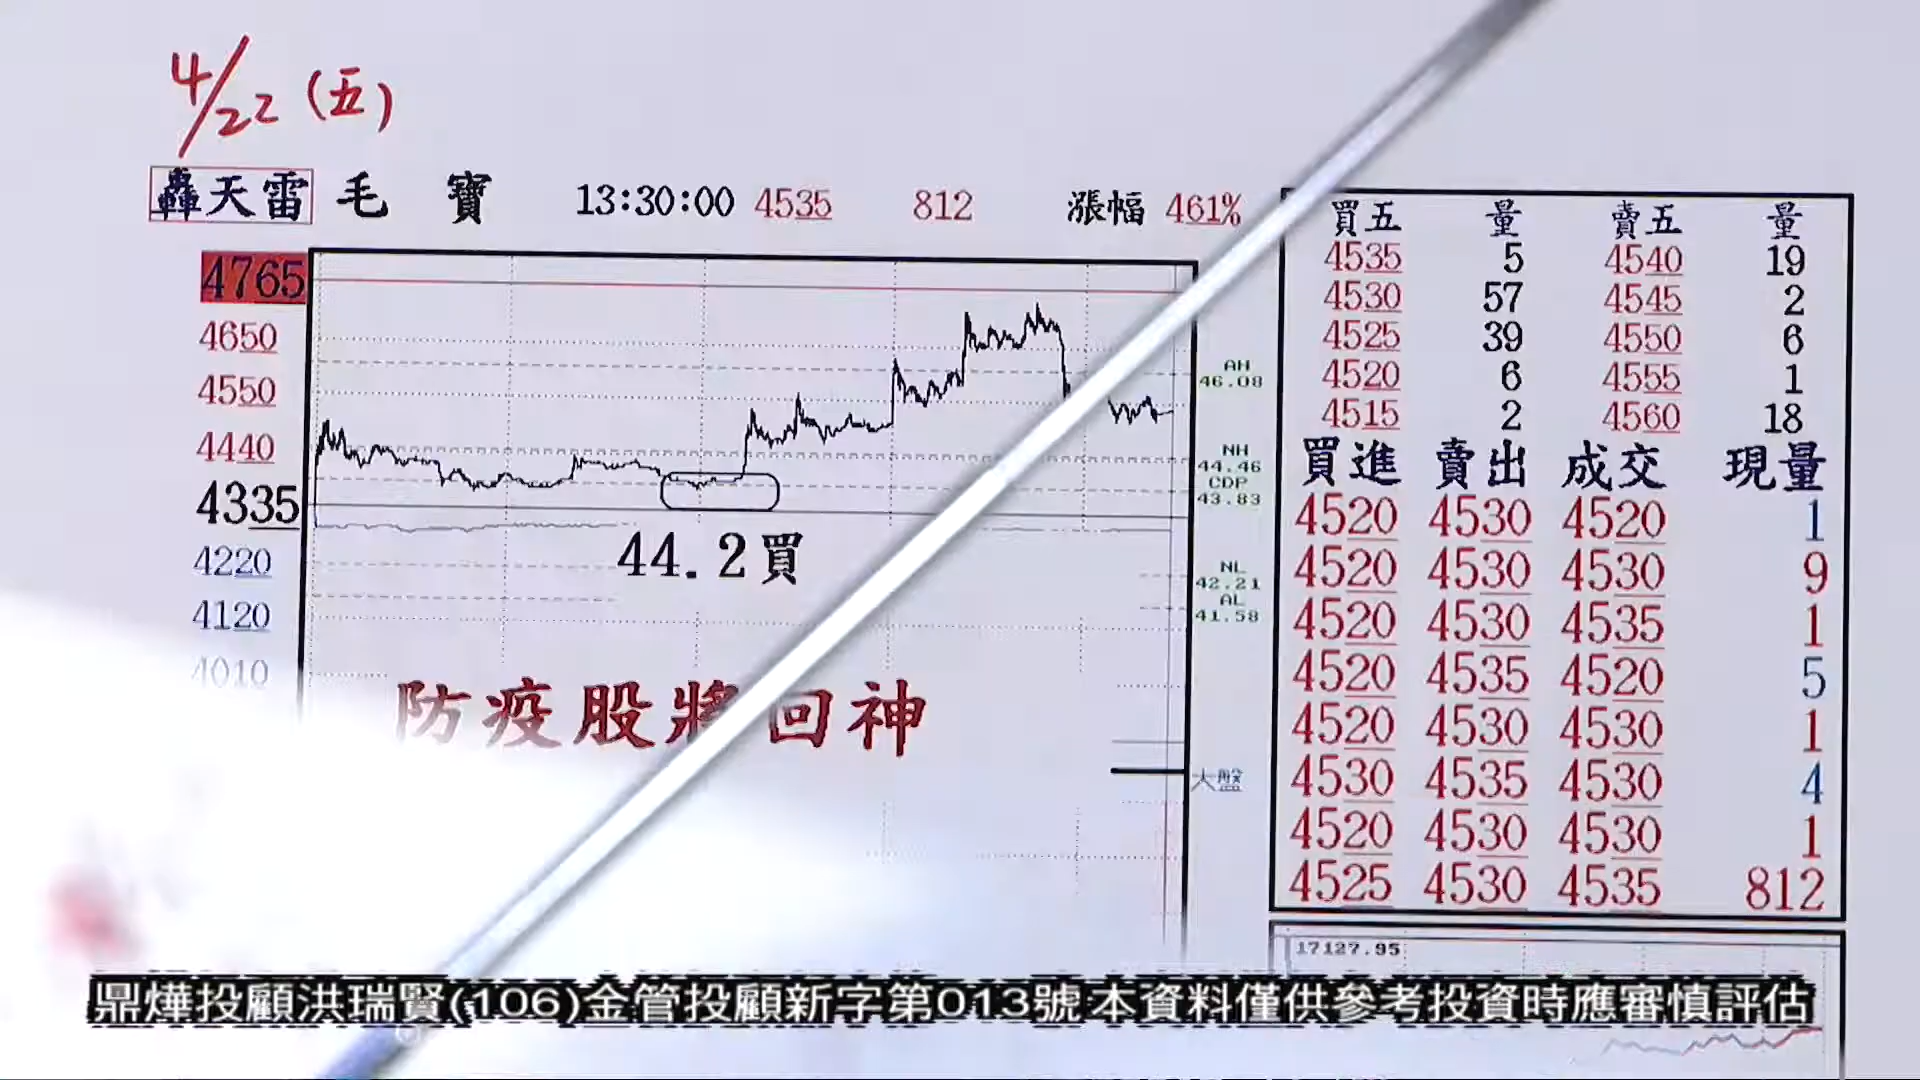 4/22 (五)
轟天雷 毛 寶 13:30:00 4535 812 漲幅 461%
4765
4650
4550
4440
4335
4220
4120
4010
44.2買
防疫股將回神
AH
46.08
NH
44.46
CDP
43.83
NL
42.21
AL
41.58
大盤
買五 量 賣五 量
4535 5 4540 19
4530 57 4545 2
4525 39 4550 6
4520 6 4555 1
4515 2 4560 18
買進 賣出 成交 現量
4520 4530 4520 1
4520 4530 4530 9
4520 4530 4535 1
4520 4535 4520 5
4520 4530 4530 1
4530 4535 4530 4
4520 4530 4530 1
4525 4530 4535 812
17127.95
鼎燁投顧洪瑞賢(106)金管投顧新字第013號本資料僅供參考投資時應審慎評估